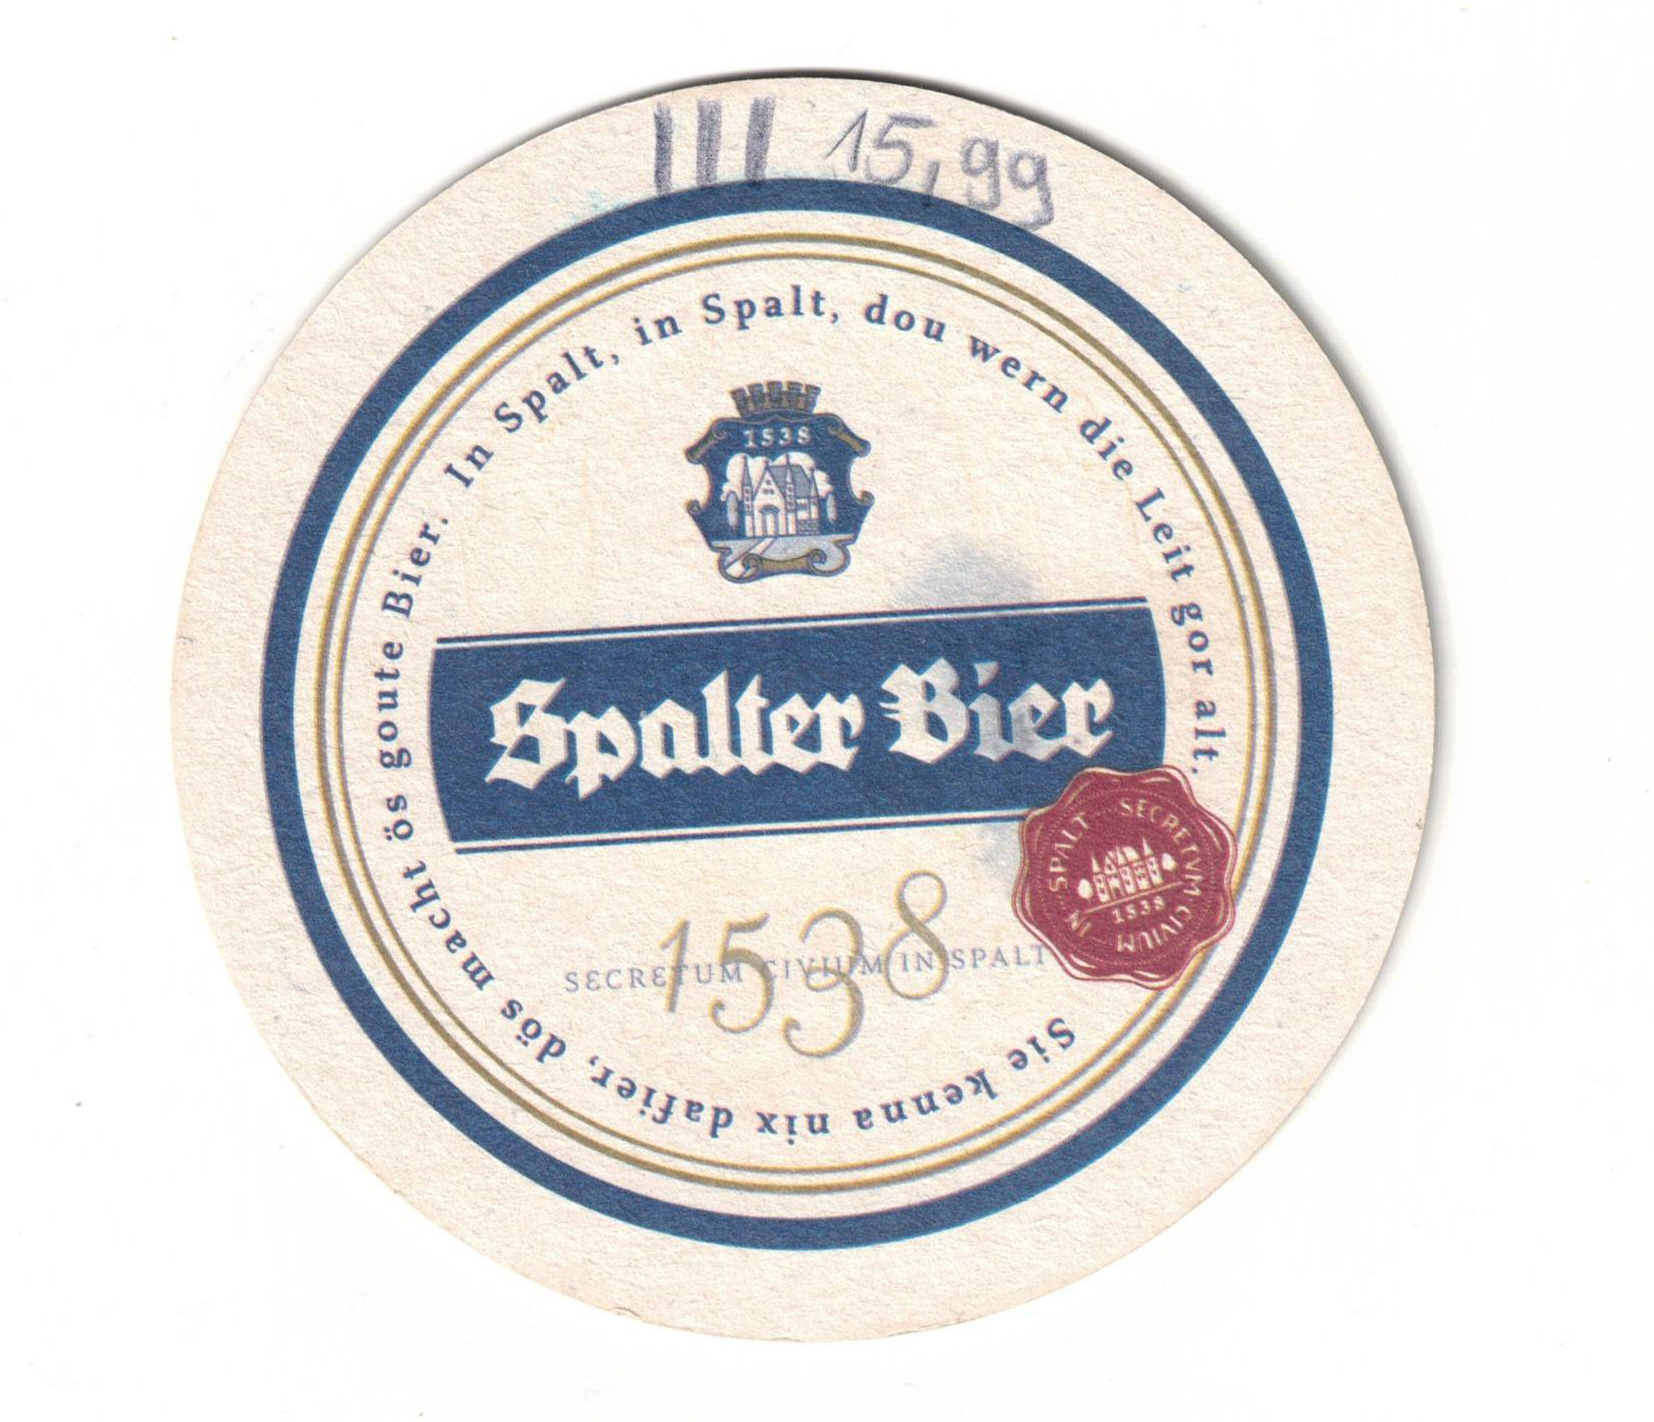 III 15,99
In Spalt, in Spalt, dou wern die Leit gor alt.
Sie kenna nix dafier, dös macht ös goute Bier.
1538
Spalter Bier
1538
SECRETUM CIVIUM IN SPALT
SECRETVM CIVIUM IN SPALT
1538